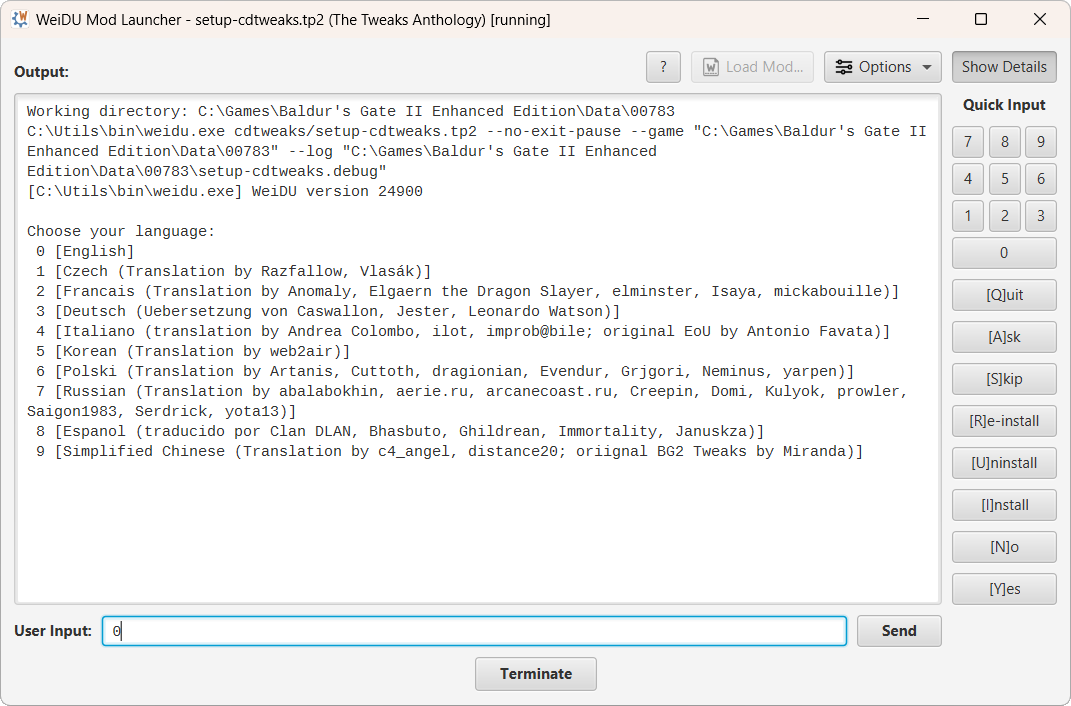 WeiDU Mod Launcher - setup-cdtweaks.tp2 (The Tweaks Anthology) [running]
Output:
?
Load Mod...
Options
Show Details
Working directory: C:\Games\Baldur's Gate II Enhanced Edition\Data\00783
C:\Utils\bin\weidu.exe cdtweaks/setup-cdtweaks.tp2 --no-exit-pause --game "C:\Games\Baldur's Gate II
Enhanced Edition\Data\00783" --log "C:\Games\Baldur's Gate II Enhanced
Edition\Data\00783\setup-cdtweaks.debug"
[C:\Utils\bin\weidu.exe] WeiDU version 24900
Choose your language:
0 [English]
1 [Czech (Translation by Razfallow, Vlasák)]
2 [Francais (Translation by Anomaly, Elgaern the Dragon Slayer, elminster, Isaya, mickabouille)]
3 [Deutsch (Uebersetzung von Caswallon, Jester, Leonardo Watson)]
4 [Italiano (translation by Andrea Colombo, ilot, improb@bile; original EoU by Antonio Favata)]
5 [Korean (Translation by web2air)]
6 [Polski (Translation by Artanis, Cuttoth, dragionian, Evendur, Grjgori, Neminus, yarpen)]
7 [Russian (Translation by abalabokhin, aerie.ru, arcanecoast.ru, Creepin, Domi, Kulyok, prowler,
Saigon1983, Serdrick, yota13)]
8 [Espanol (traducido por Clan DLAN, Bhasbuto, Ghildrean, Immortality, Januskza)]
9 [Simplified Chinese (Translation by c4_angel, distance20; oriignal BG2 Tweaks by Miranda)]
Quick Input
7 8 9
4 5 6
1 2 3
0
[Q]uit
[A]sk
[S]kip
[R]e-install
[U]ninstall
[I]nstall
[N]o
[Y]es
User Input:
0
Send
Terminate